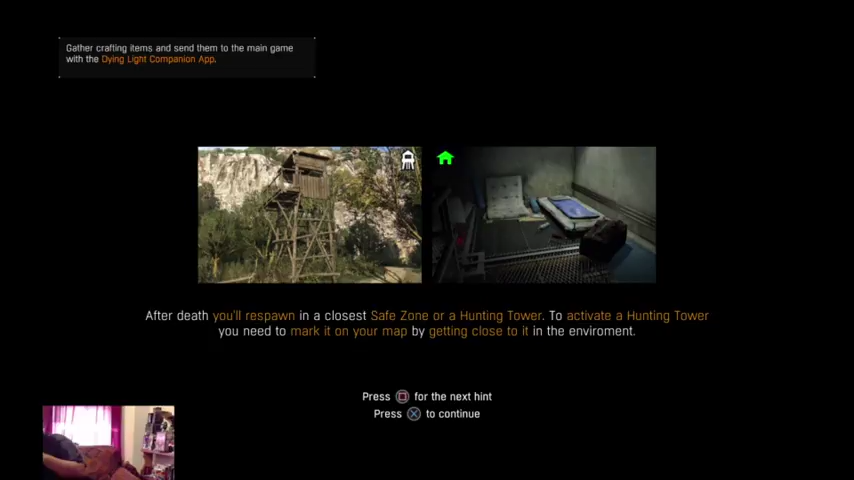 Gather crafting items and send them to the main game
with the Dying Light Companion App.
After death you'll respawn in a closest Safe Zone or a Hunting Tower. To activate a Hunting Tower
you need to mark it on your map by getting close to it in the enviroment.
Press for the next hint
Press to continue